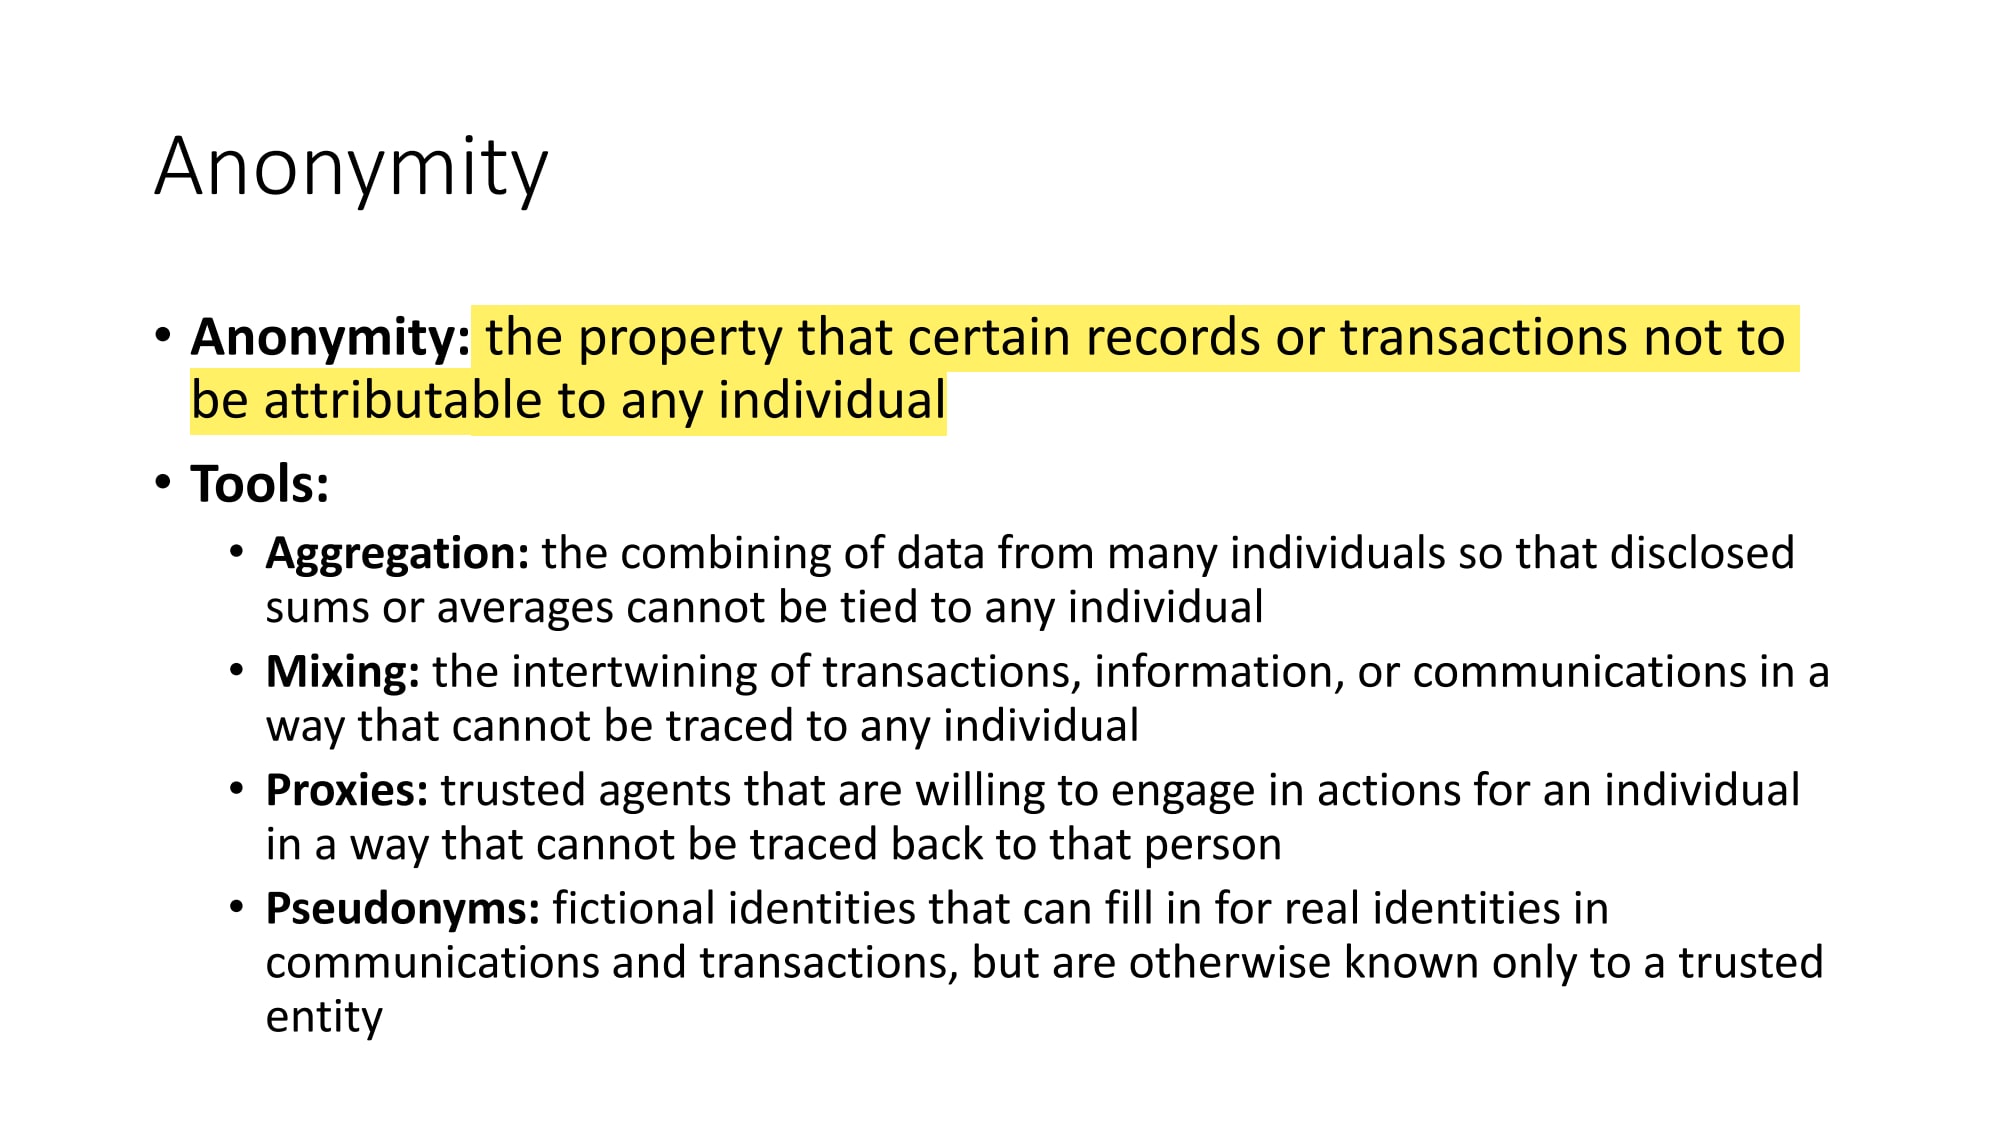 Anonymity
• Anonymity: the property that certain records or transactions not to
be attributable to any individual
• Tools:
• Aggregation: the combining of data from many individuals so that disclosed
sums or averages cannot be tied to any individual
• Mixing: the intertwining of transactions, information, or communications in a
way that cannot be traced to any individual
• Proxies: trusted agents that are willing to engage in actions for an individual
in a way that cannot be traced back to that person
• Pseudonyms: fictional identities that can fill in for real identities in
communications and transactions, but are otherwise known only to a trusted
entity